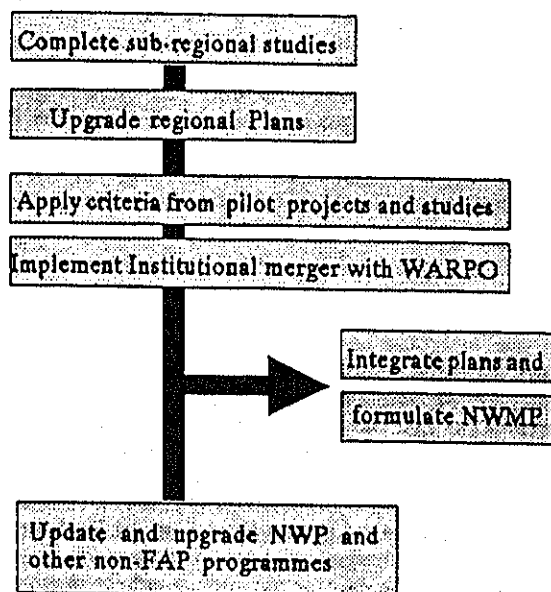 Complete sub-regional studies
Upgrade regional Plans
Apply criteria from pilot projects and studies
Implement Institutional merger with WARPO
Integrate plans and
formulate NWMP
Update and upgrade NWP and
other non-FAP programmes